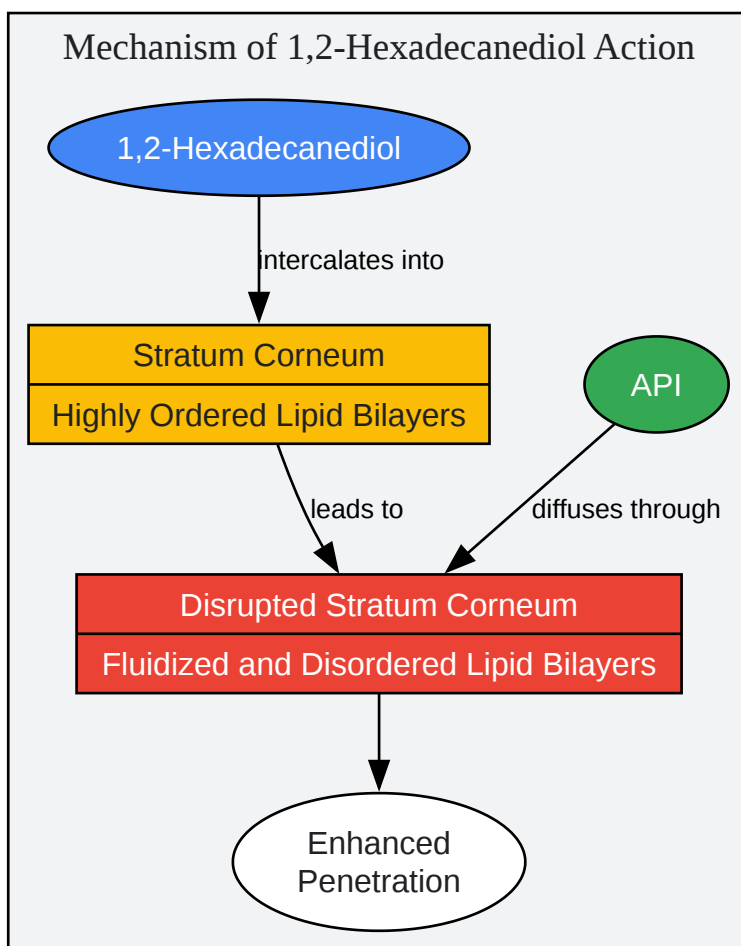 Mechanism of 1,2-Hexadecanediol Action
1,2-Hexadecanediol
intercalates into
Stratum Corneum
Highly Ordered Lipid Bilayers
API
leads to
diffuses through
Disrupted Stratum Corneum
Fluidized and Disordered Lipid Bilayers
Enhanced
Penetration